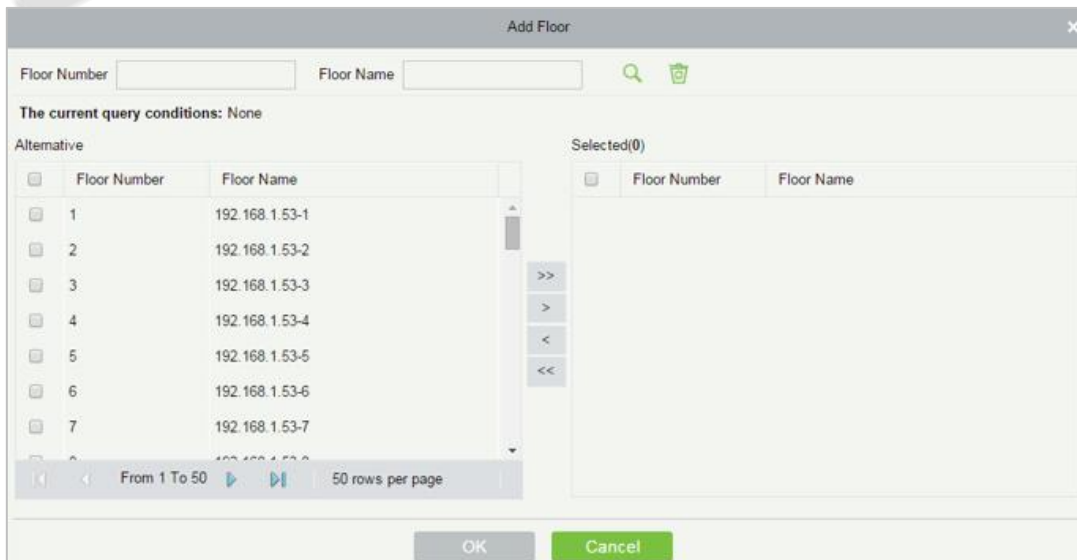 Add Floor
Floor Number Floor Name
The current query conditions: None
Alternative Selected(0)
Floor Number Floor Name Floor Number Floor Name
1 192.168.1.53-1
2 192.168.1.53-2
3 192.168.1.53-3
>>
4 192.168.1.53-4
>
<
5 192.168.1.53-5
<<
6 192.168.1.53-6
7 192.168.1.53-7
From 1 To 50 50 rows per page
OK Cancel